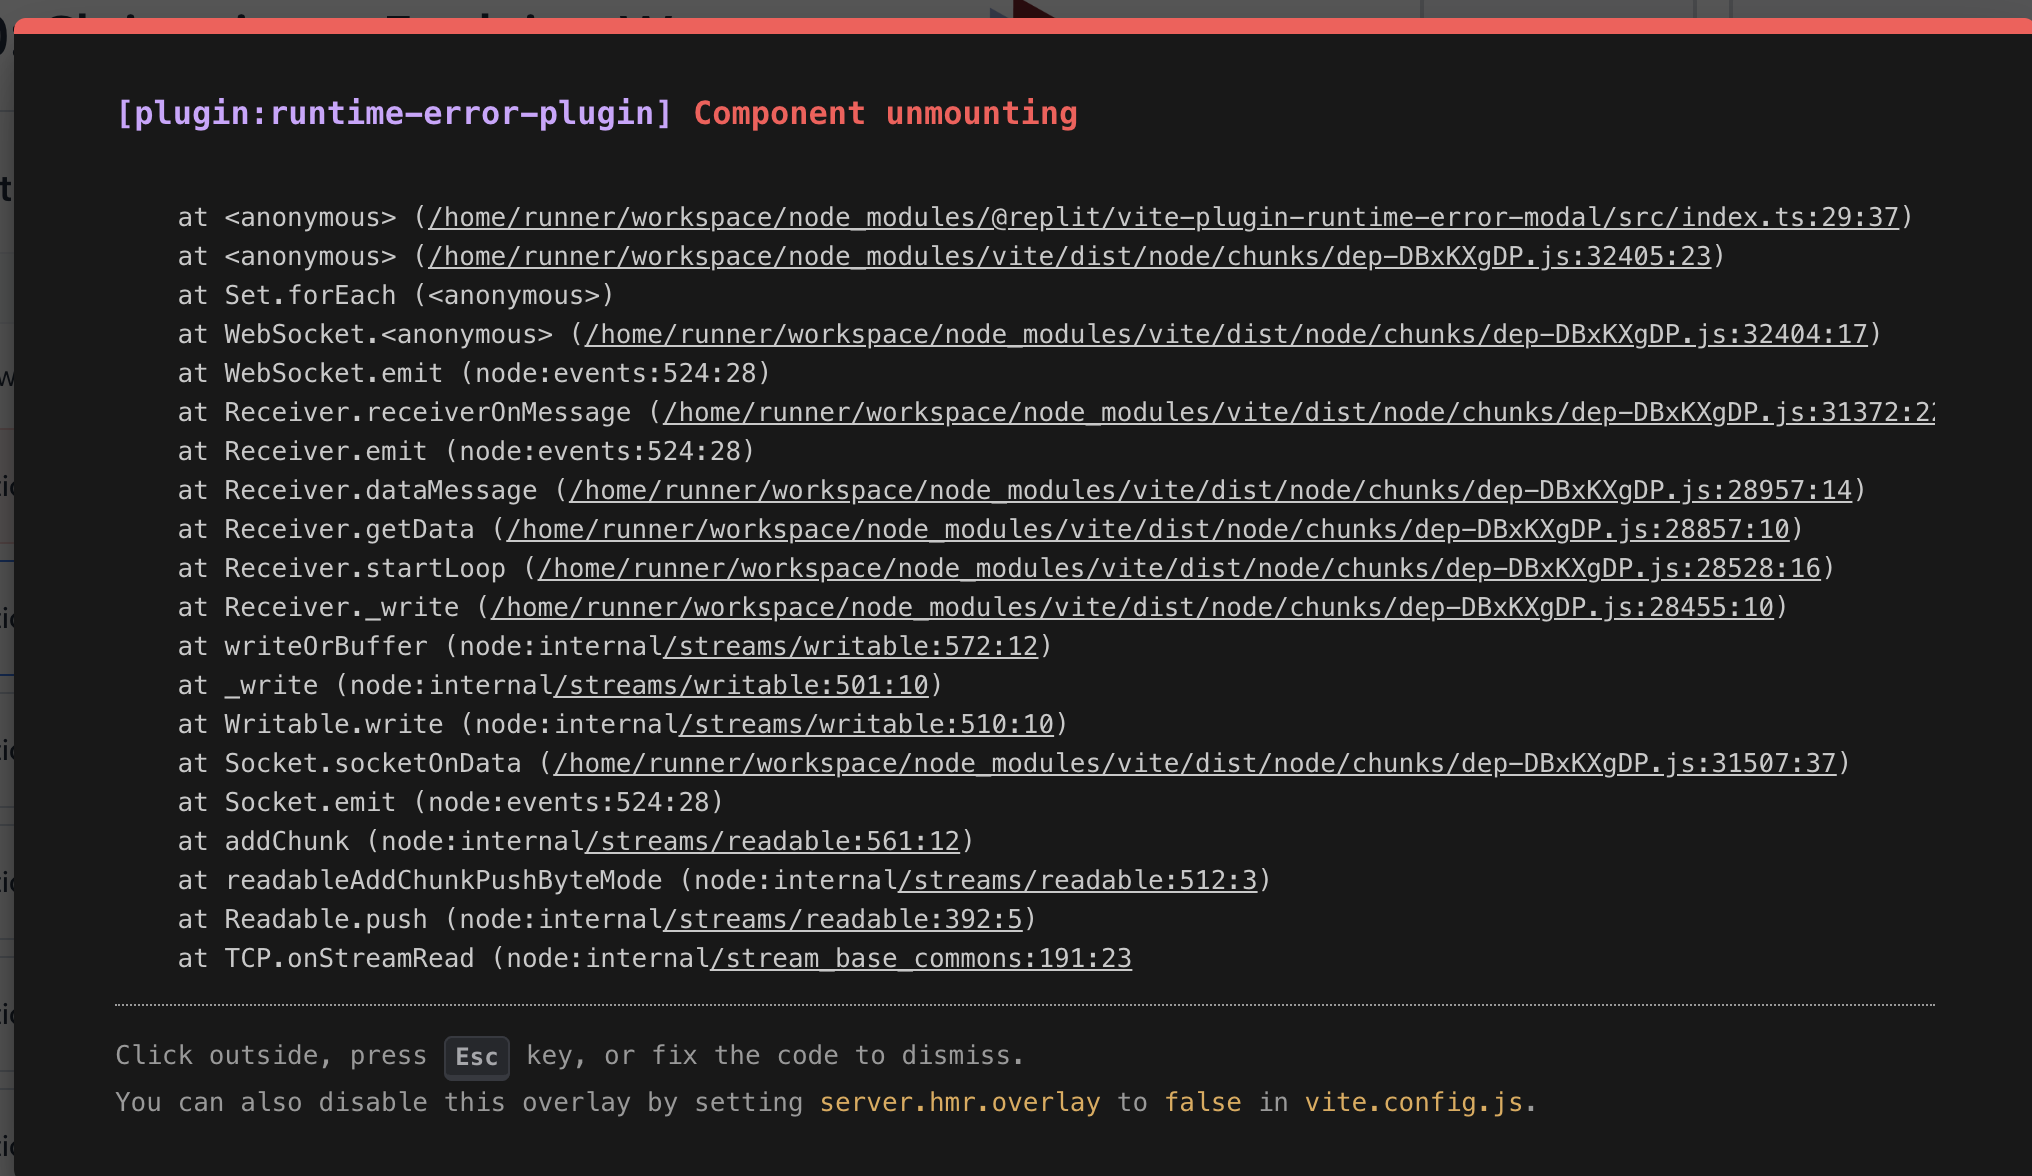 [plugin:runtime-error-plugin] Component unmounting
at <anonymous> (/home/runner/workspace/node_modules/@replit/vite-plugin-runtime-error-modal/src/index.ts:29:37)
at <anonymous> (/home/runner/workspace/node_modules/vite/dist/node/chunks/dep-DBxKXgDP.js:32405:23)
at Set.forEach (<anonymous>)
at WebSocket.<anonymous> (/home/runner/workspace/node_modules/vite/dist/node/chunks/dep-DBxKXgDP.js:32404:17)
at WebSocket.emit (node:events:524:28)
at Receiver.receiverOnMessage (/home/runner/workspace/node_modules/vite/dist/node/chunks/dep-DBxKXgDP.js:31372:2
at Receiver.emit (node:events:524:28)
at Receiver.dataMessage (/home/runner/workspace/node_modules/vite/dist/node/chunks/dep-DBxKXgDP.js:28957:14)
at Receiver.getData (/home/runner/workspace/node_modules/vite/dist/node/chunks/dep-DBxKXgDP.js:28857:10)
at Receiver.startLoop (/home/runner/workspace/node_modules/vite/dist/node/chunks/dep-DBxKXgDP.js:28528:16)
at Receiver._write (/home/runner/workspace/node_modules/vite/dist/node/chunks/dep-DBxKXgDP.js:28455:10)
at writeOrBuffer (node:internal/streams/writable:572:12)
at _write (node:internal/streams/writable:501:10)
at Writable.write (node:internal/streams/writable:510:10)
at Socket.socketOnData (/home/runner/workspace/node_modules/vite/dist/node/chunks/dep-DBxKXgDP.js:31507:37)
at Socket.emit (node:events:524:28)
at addChunk (node:internal/streams/readable:561:12)
at readableAddChunkPushByteMode (node:internal/streams/readable:512:3)
at Readable.push (node:internal/streams/readable:392:5)
at TCP.onStreamRead (node:internal/stream_base_commons:191:23
Click outside, press Esc key, or fix the code to dismiss.
You can also disable this overlay by setting server.hmr.overlay to false in vite.config.js.